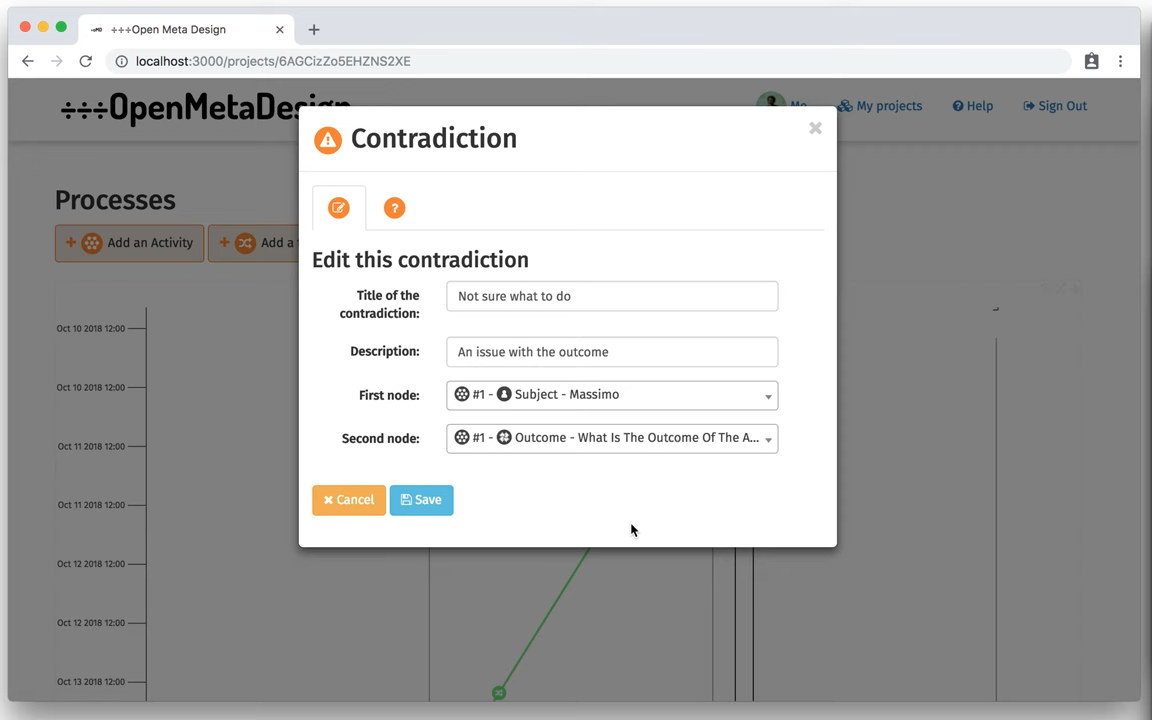 +++Open Meta Design
localhost:3000/projects/6AGCizZo5EHZNS2XE
OpenMetaDesign
Me
My projects
? Help
Sign Out
Contradiction
?
Processes
+ Add an Activity
+ Add a
Edit this contradiction
Title of the
contradiction:
Not sure what to do
Description:
An issue with the outcome
First node:
#1 - Subject - Massimo
Second node:
#1 - Outcome - What Is The Outcome Of The A...
Cancel
Save
Oct 10 2018 12:00
Oct 10 2018 12:00
Oct 11 2018 12:00
Oct 11 2018 12:00
Oct 12 2018 12:00
Oct 12 2018 12:00
Oct 13 2018 12:00